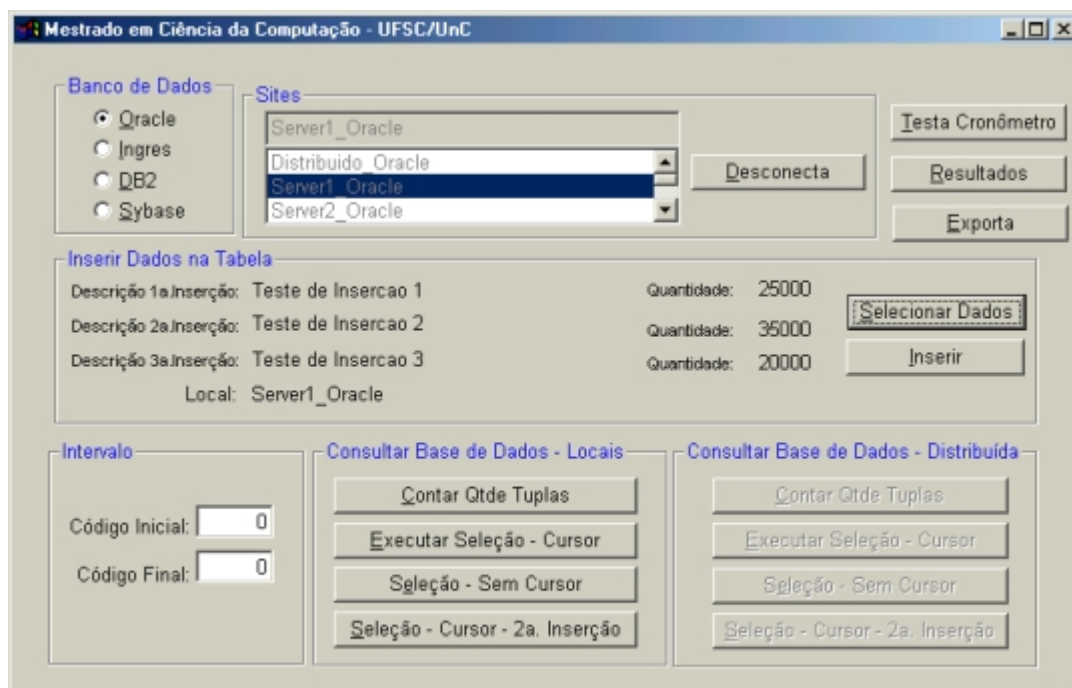 Mestrado em Ciência da Computação - UFSC/UnC
Banco de Dados
Oracle
Ingres
DB2
Sybase
Sites
Server1_Oracle
Distribuido_Oracle
Server1_Oracle
Server2_Oracle
Desconecta
Testa Cronômetro
Resultados
Exporta
Inserir Dados na Tabela
Descrição 1a.Inserção: Teste de Insercao 1 Quantidade: 25000
Descrição 2a.Inserção: Teste de Insercao 2 Quantidade: 35000
Descrição 3a.Inserção: Teste de Insercao 3 Quantidade: 20000
Local: Server1_Oracle
Selecionar Dados
Inserir
Intervalo
Código Inicial: 0
Código Final: 0
Consultar Base de Dados - Locais
Contar Qtde Tuplas
Executar Seleção - Cursor
Seleção - Sem Cursor
Seleção - Cursor - 2a. Inserção
Consultar Base de Dados - Distribuída
Contar Qtde Tuplas
Executar Seleção - Cursor
Seleção - Sem Cursor
Seleção - Cursor - 2a. Inserção